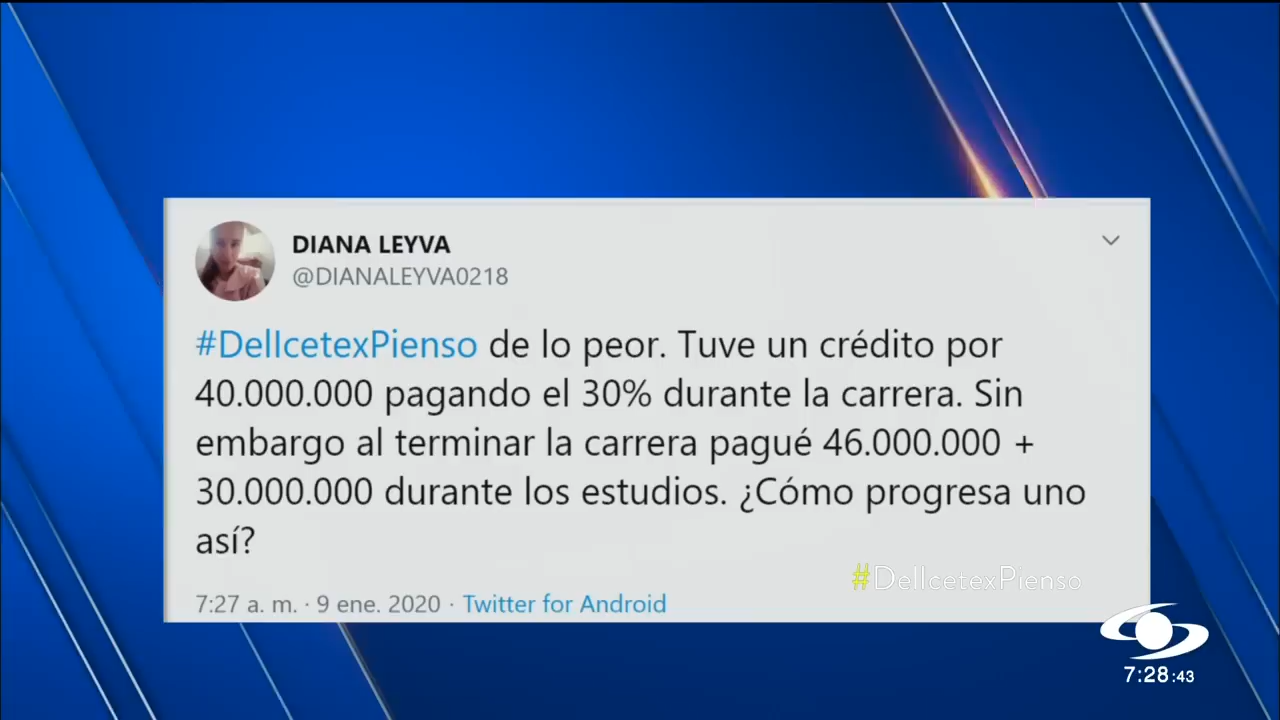 DIANA LEYVA
@DIANALEYVA0218
#DelIcetexPienso de lo peor. Tuve un crédito por
40.000.000 pagando el 30% durante la carrera. Sin
embargo al terminar la carrera pagué 46.000.000 +
30.000.000 durante los estudios. ¿Cómo progresa uno
así?
#DelIcetexPienso
7:27 a. m. · 9 ene. 2020 · Twitter for Android
7:28:43